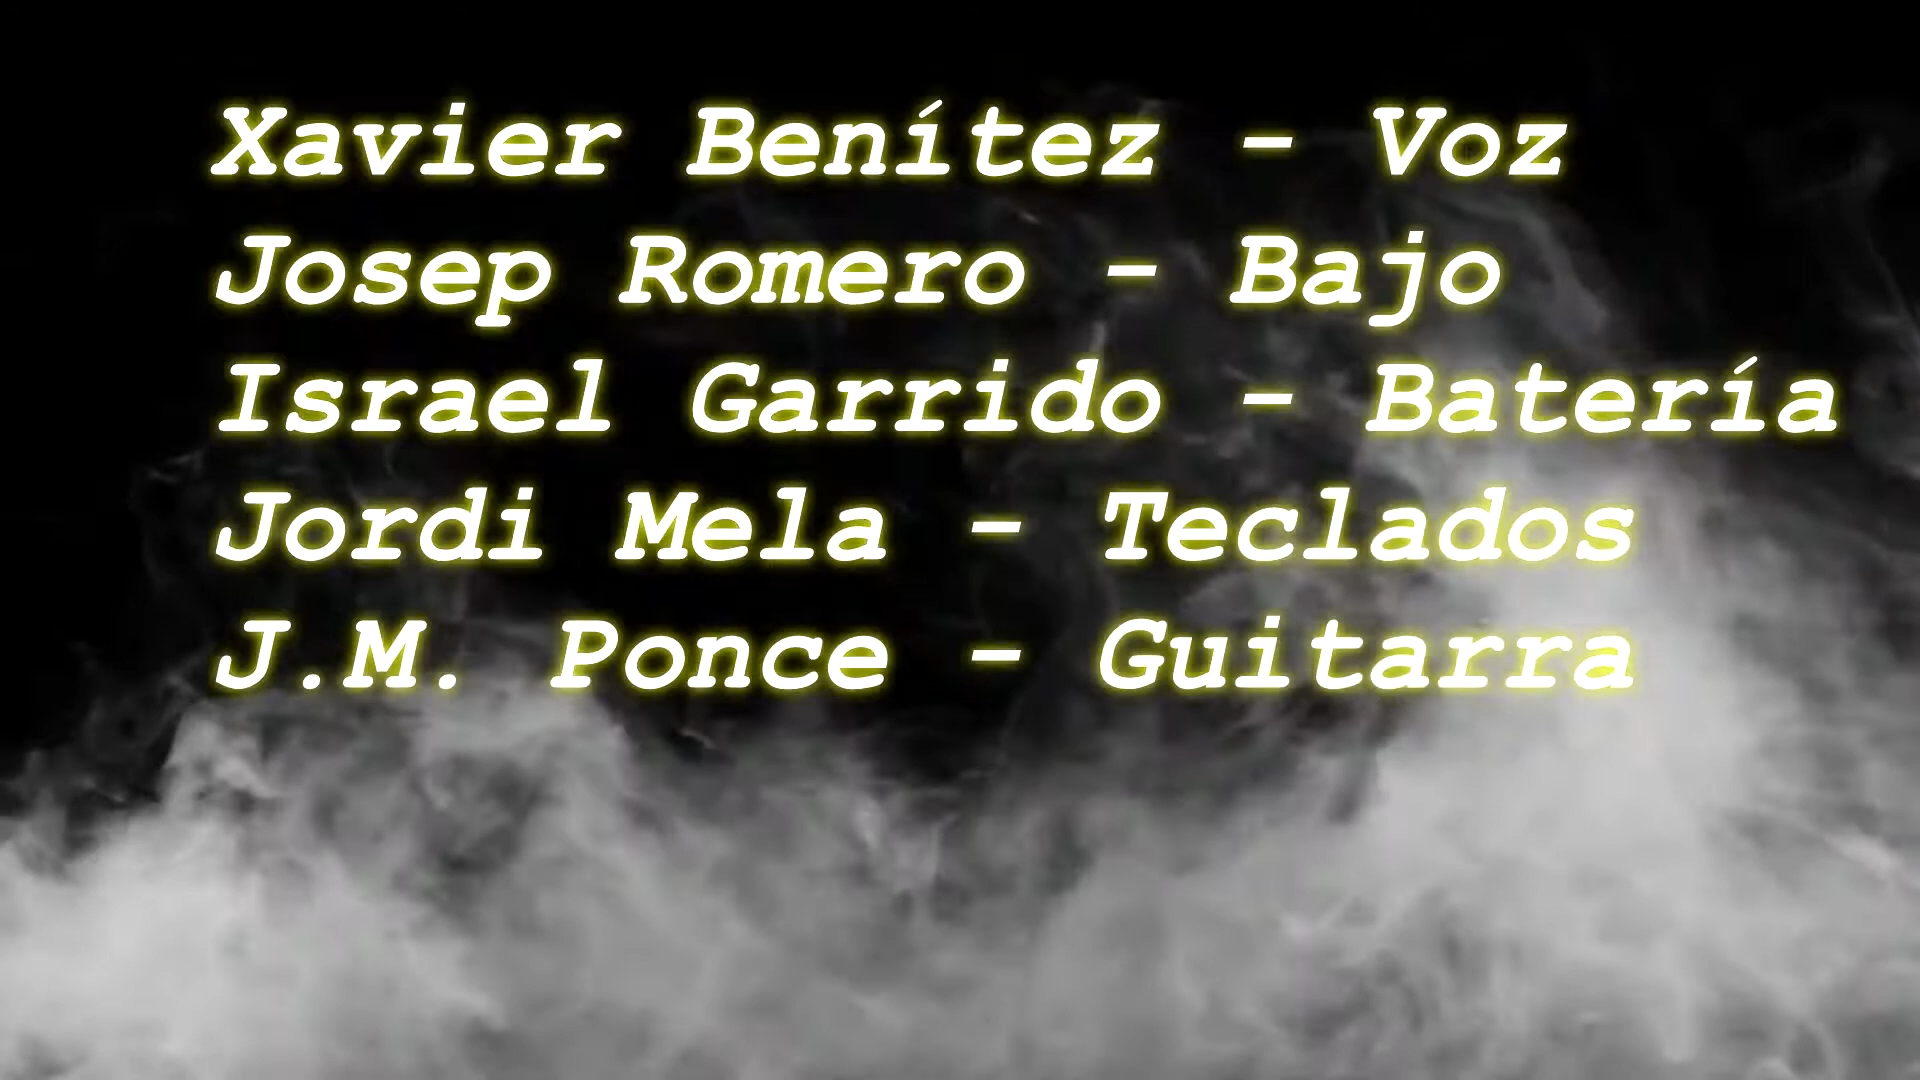 Xavier Benítez - Voz
Josep Romero - Bajo
Israel Garrido - Batería
Jordi Mela - Teclados
J.M. Ponce - Guitarra